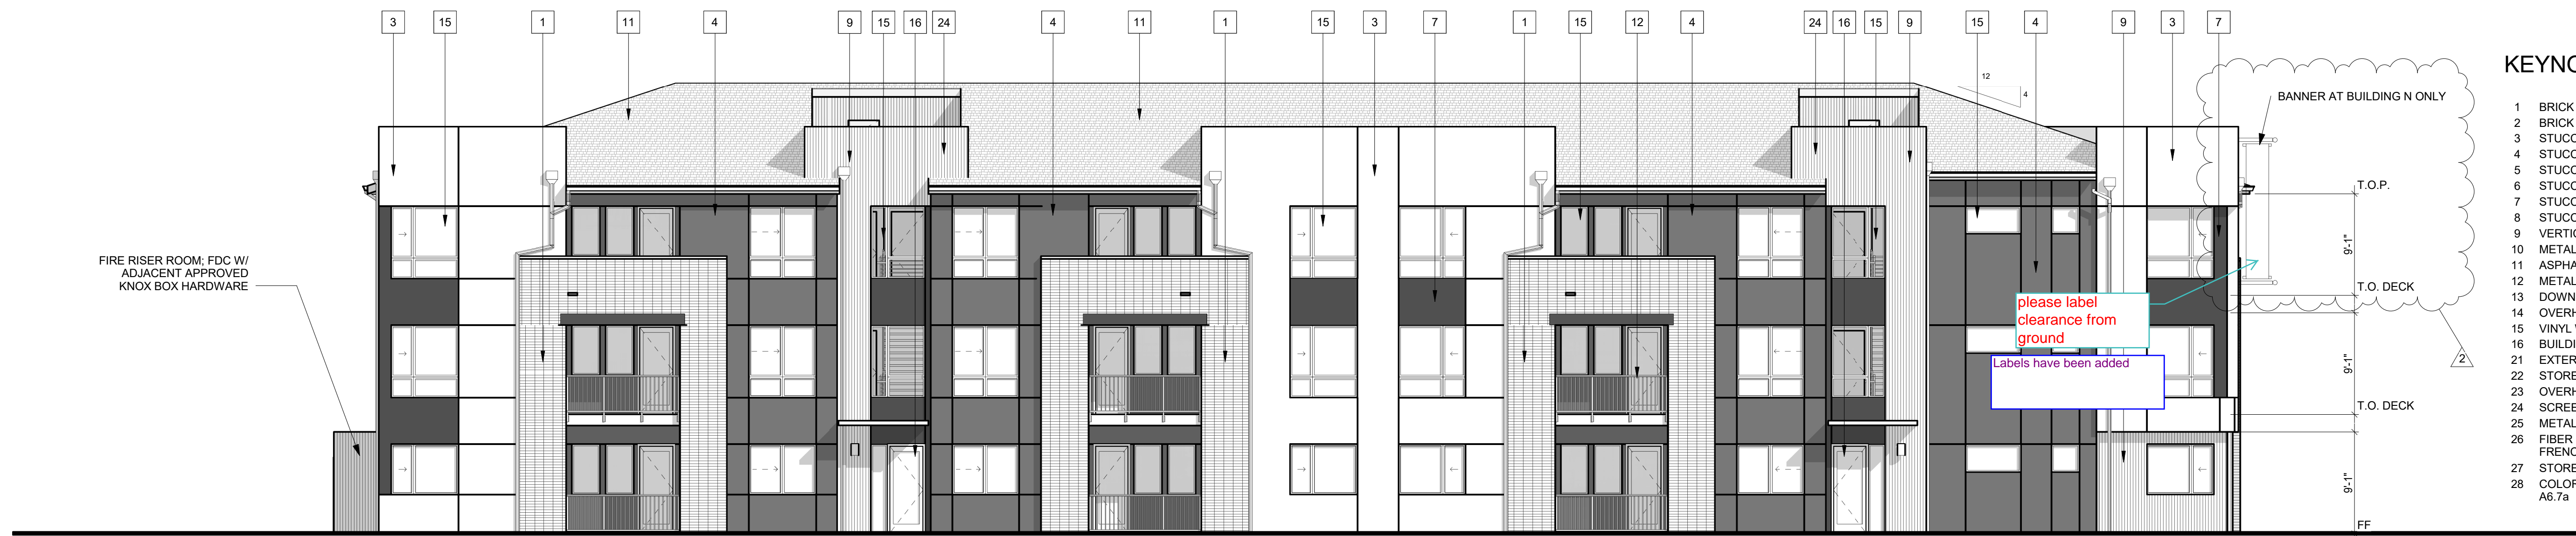 3 15 1 11 4 9 15 16 24 4 11 1 15 3 7 1 15 12 4 24 16 15 9 15 4 9 3 7
KEYNO
12
4
BANNER AT BUILDING N ONLY
FIRE RISER ROOM; FDC W/
ADJACENT APPROVED
KNOX BOX HARDWARE
T.O.P.
9'-1"
T.O. DECK
please label
clearance from
ground
Labels have been added
9'-1"
2
T.O. DECK
9'-1"
FF
1 BRICK
2 BRICK
3 STUCC
4 STUCC
5 STUCC
6 STUCC
7 STUCC
8 STUCC
9 VERTIC
10 METAL
11 ASPHA
12 METAL
13 DOWN
14 OVERH
15 VINYL
16 BUILDI
21 EXTER
22 STORE
23 OVERH
24 SCREE
25 METAL
26 FIBER
FRENC
27 STORE
28 COLOR
A6.7a